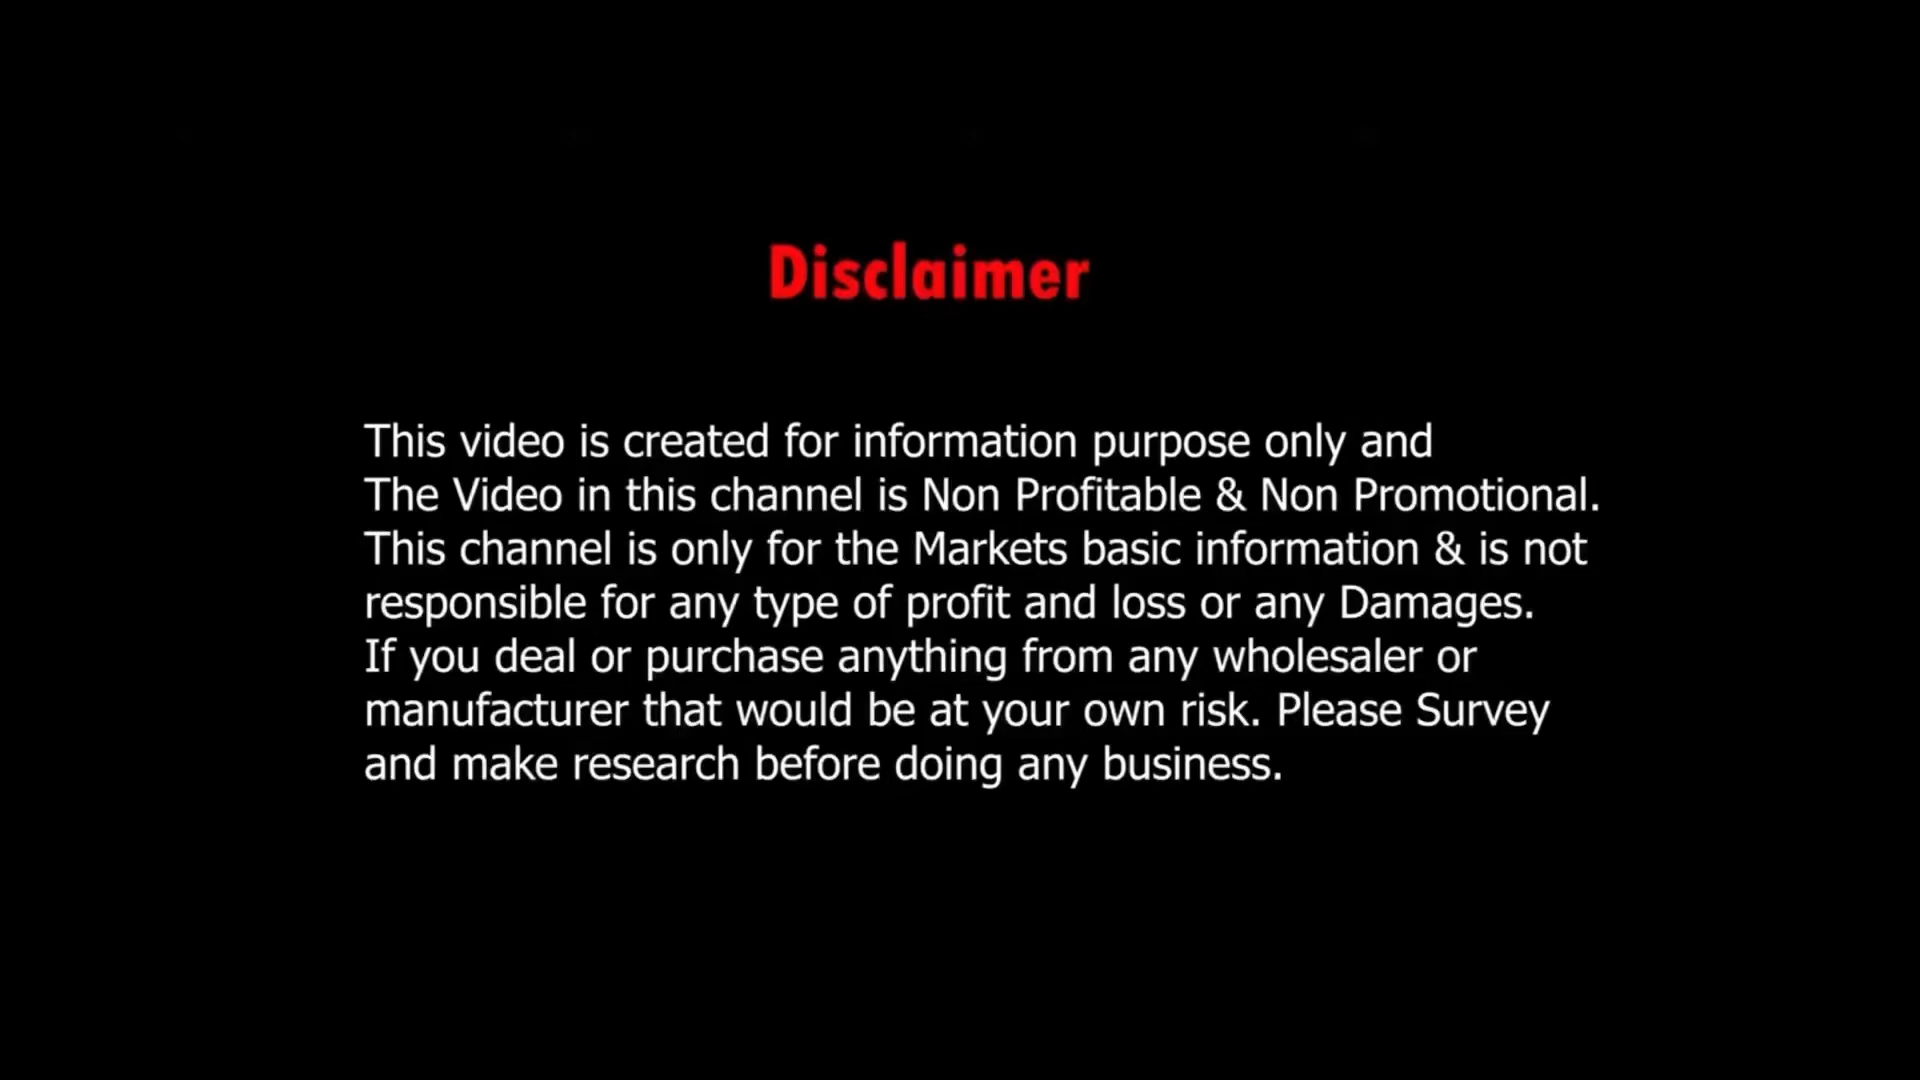 Disclaimer
This video is created for information purpose only and
The Video in this channel is Non Profitable & Non Promotional.
This channel is only for the Markets basic information & is not
responsible for any type of profit and loss or any Damages.
If you deal or purchase anything from any wholesaler or
manufacturer that would be at your own risk. Please Survey
and make research before doing any business.